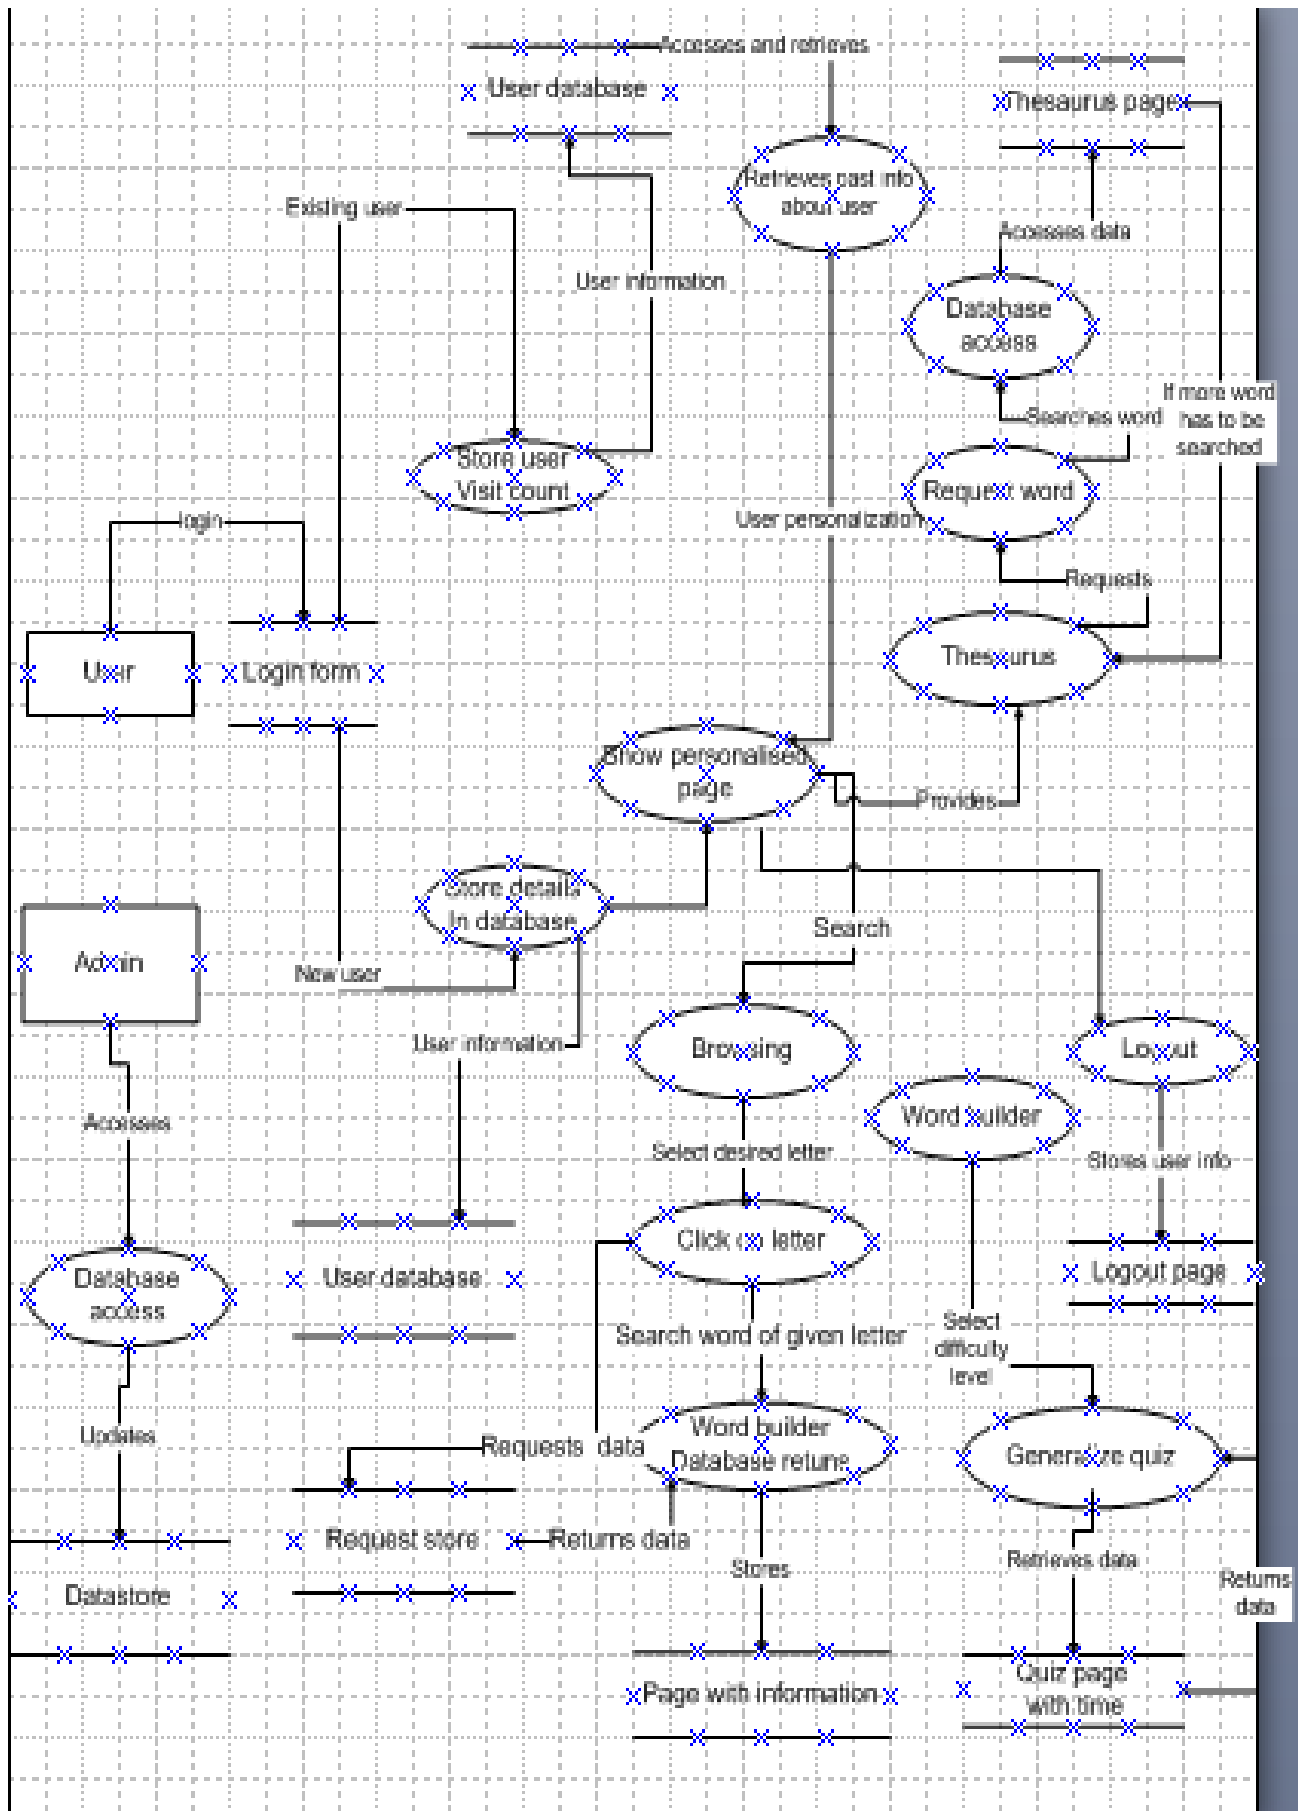 Accesses and retrieves
User database
Thesaurus page
Retrieves past info
about user
Existing user
Accesses data
User information
Database
access
If more word
has to be
searched
Searches word
Store user
Visit count
Request word
login
User personalization
Requests
User
Login form
Thesaurus
Show personalised
page
Provides
Store details
In database
Search
Admin
New user
User information
Browsing
Logout
Word builder
Accesses
Select desired letter
Stores user info
Click on letter
Database
access
User database
Logout page
Search word of given letter
Select
difficulty
level
Word builder
Database retuns
Updates
Requests data
Generalize quiz
Request store
Returns data
Retrieves data
Stores
Returns
data
Datastore
Page with information
Quiz page
with time